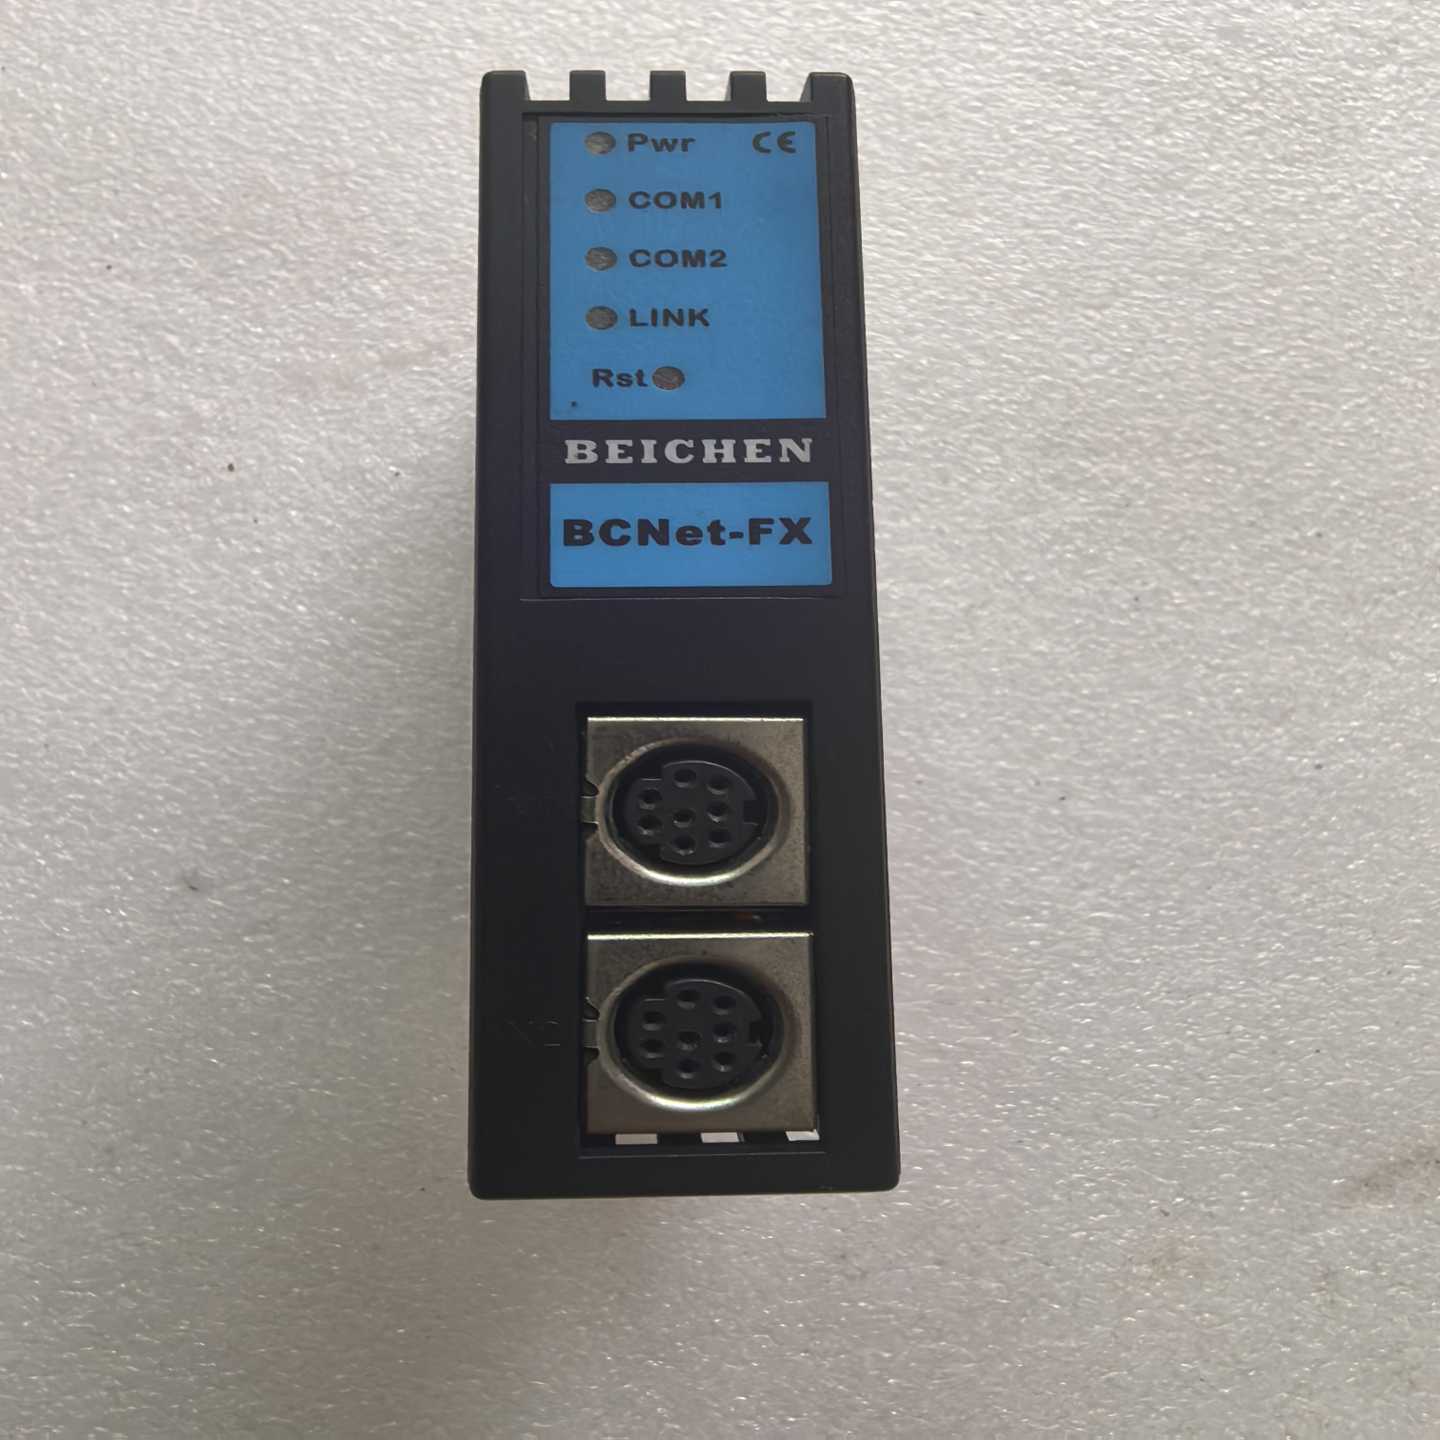 Pwr CE
COM1
COM2
LINK
Rst
BEICHEN
BCNet-FX